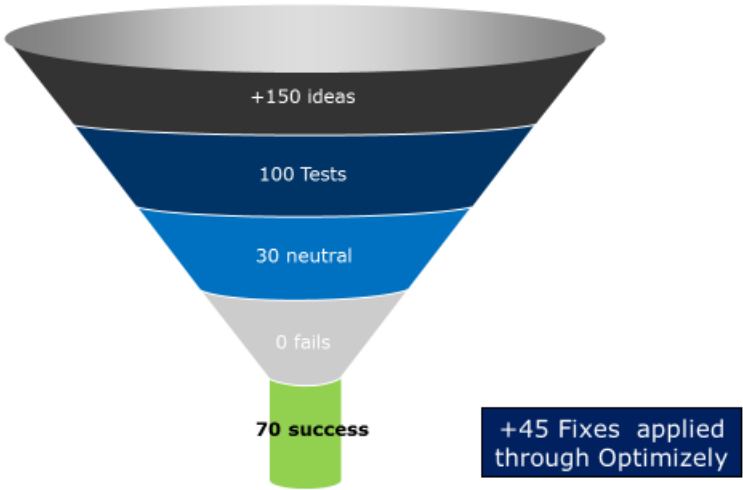 +150 ideas
100 Tests
30 neutral
0 fails
70 success
+45 Fixes applied
through Optimizely